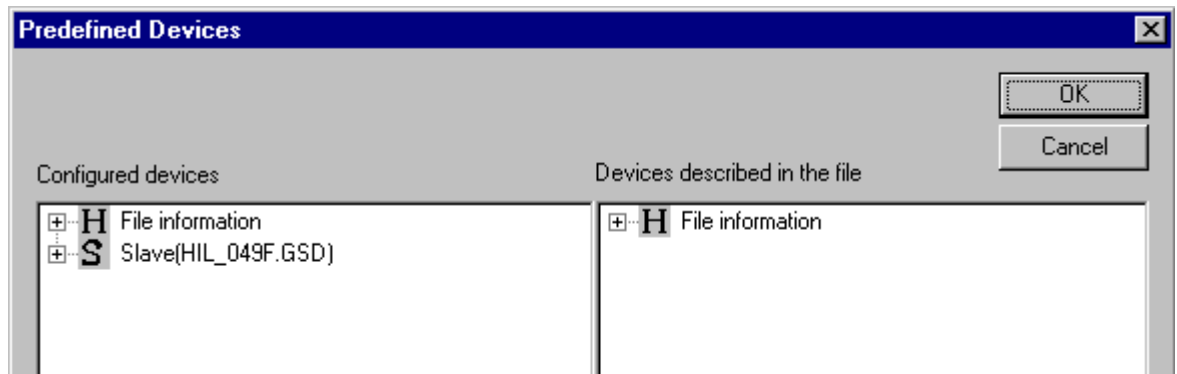 Predefined Devices
OK
Cancel
Configured devices
Devices described in the file
H File information
S Slave(HIL_049F.GSD)
H File information